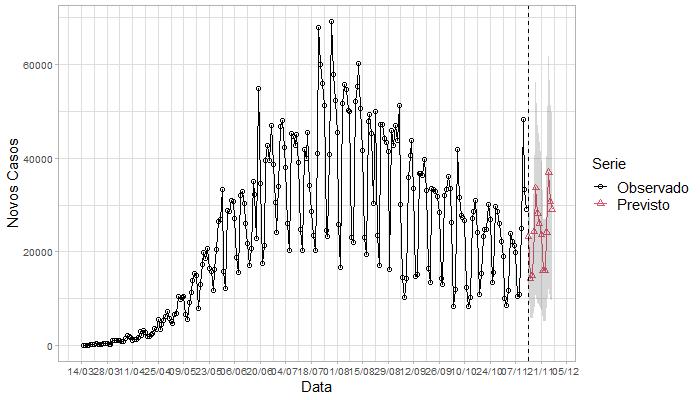 60000
40000
20000
0
Novos Casos
14/03 28/03 11/04 25/04 09/05 23/05 06/06 20/06 04/07 18/07 01/08 15/08 29/08 12/09 26/09 10/10 24/10 07/11 21/11 05/12
Data
Serie
Observado
Previsto